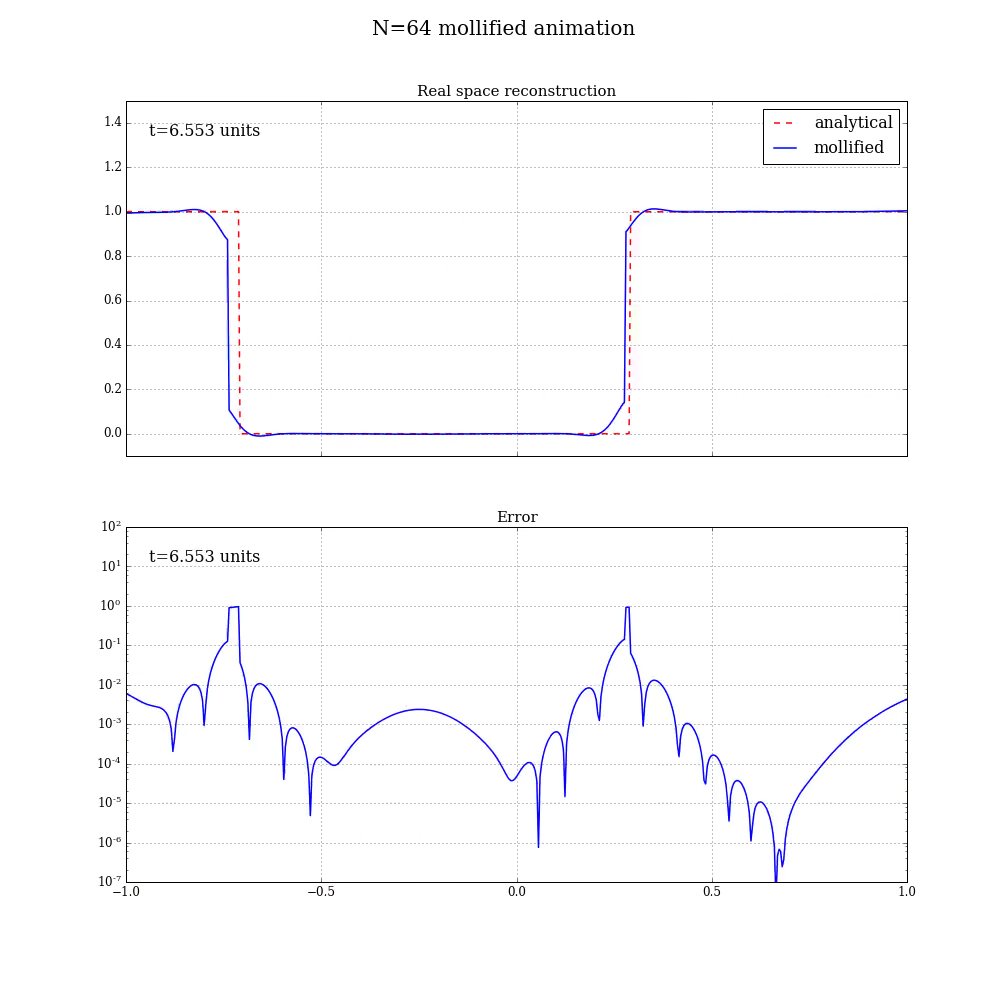 N=64 mollified animation
Real space reconstruction
t=6.553 units
analytical
mollified
1.4
1.2
1.0
0.8
0.6
0.4
0.2
0.0
Error
t=6.553 units
10²
10¹
10⁰
10⁻¹
10⁻²
10⁻³
10⁻⁴
10⁻⁵
10⁻⁶
10⁻⁷
−1.0 −0.5 0.0 0.5 1.0